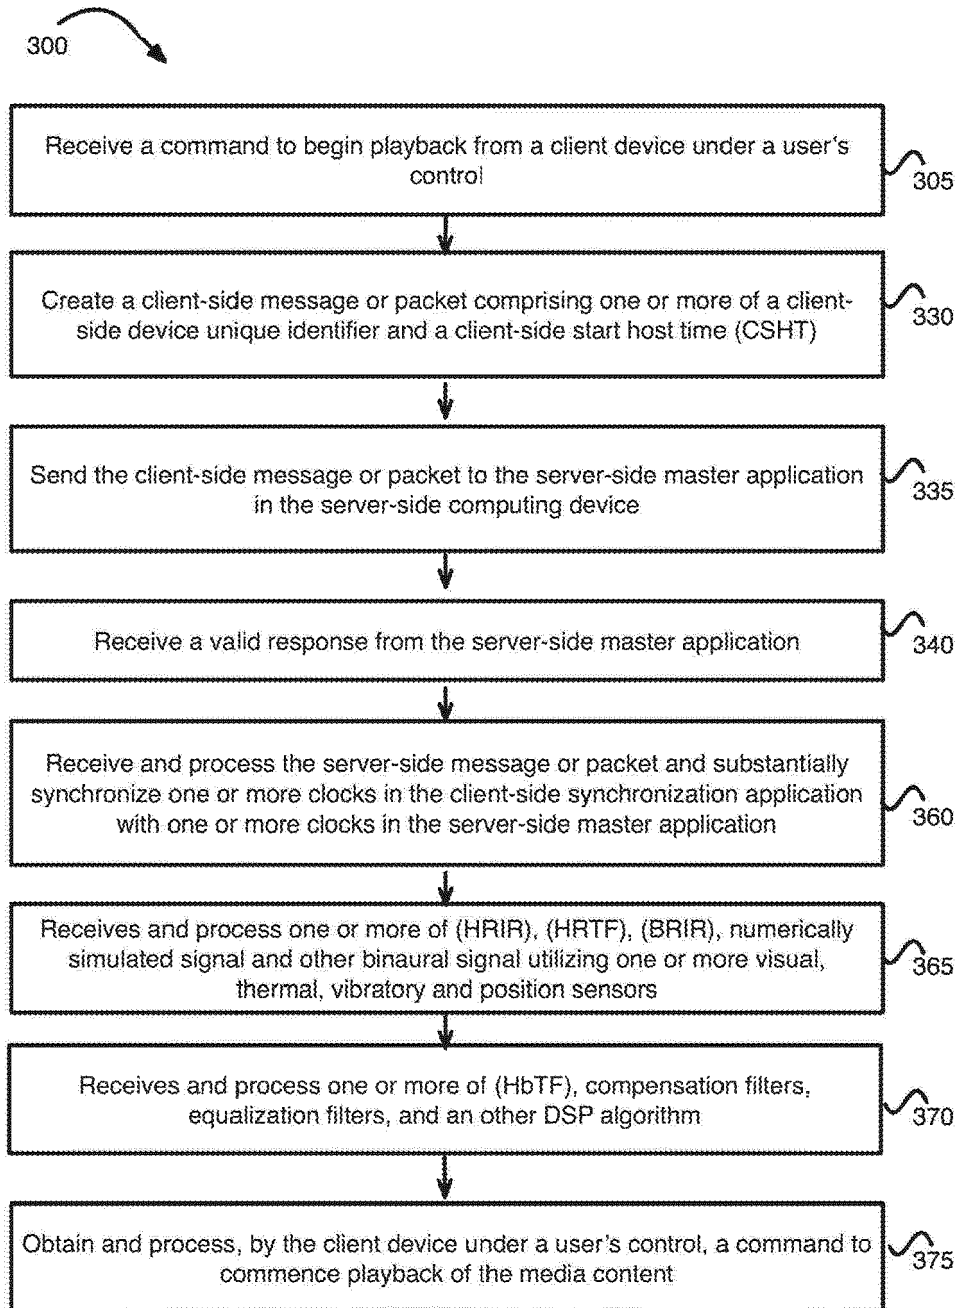 300
Receive a command to begin playback from a client device under a user's
control
305
Create a client-side message or packet comprising one or more of a client-
side device unique identifier and a client-side start host time (CSHT)
330
Send the client-side message or packet to the server-side master application
in the server-side computing device
335
Receive a valid response from the server-side master application
340
Receive and process the server-side message or packet and substantially
synchronize one or more clocks in the client-side synchronization application
with one or more clocks in the server-side master application
360
Receives and process one or more of (HRIR), (HRTF), (BRIR), numerically
simulated signal and other binaural signal utilizing one or more visual,
thermal, vibratory and position sensors
365
Receives and process one or more of (HbTF), compensation filters,
equalization filters, and an other DSP algorithm
370
Obtain and process, by the client device under a user's control, a command to
commence playback of the media content
375